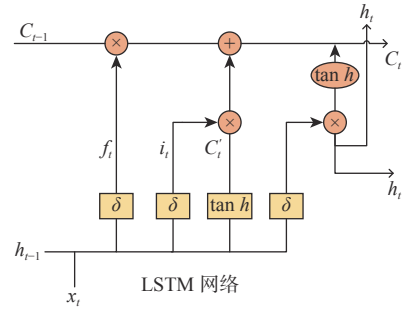 h_t
C_{t-1}
×
+
C_t
tan h
f_t
i_t
×
C_t'
×
δ
δ
tan h
δ
h_t
h_{t-1}
x_t
LSTM 网络